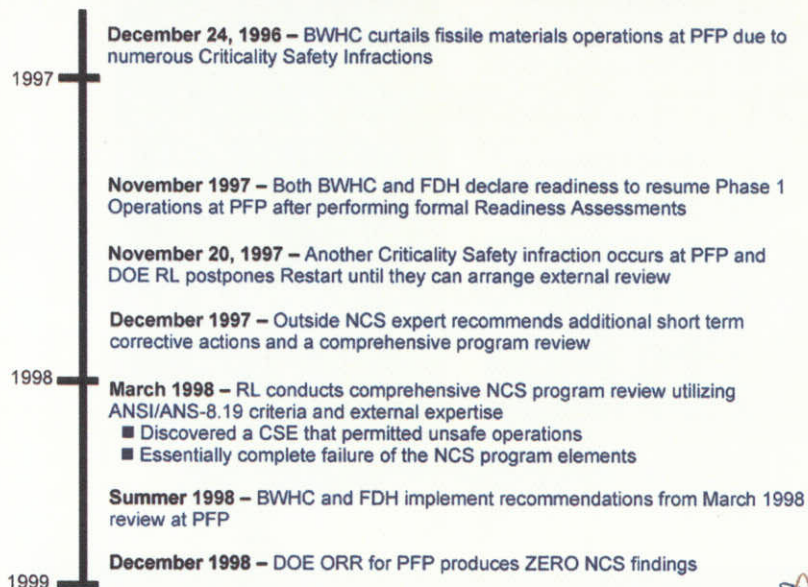 December 24, 1996 – BWHC curtails fissile materials operations at PFP due to
numerous Criticality Safety Infractions
1997
November 1997 – Both BWHC and FDH declare readiness to resume Phase 1
Operations at PFP after performing formal Readiness Assessments
November 20, 1997 – Another Criticality Safety infraction occurs at PFP and
DOE RL postpones Restart until they can arrange external review
December 1997 – Outside NCS expert recommends additional short term
corrective actions and a comprehensive program review
1998
March 1998 – RL conducts comprehensive NCS program review utilizing
ANSI/ANS-8.19 criteria and external expertise
■ Discovered a CSE that permitted unsafe operations
■ Essentially complete failure of the NCS program elements
Summer 1998 – BWHC and FDH implement recommendations from March 1998
review at PFP
December 1998 – DOE ORR for PFP produces ZERO NCS findings
1999